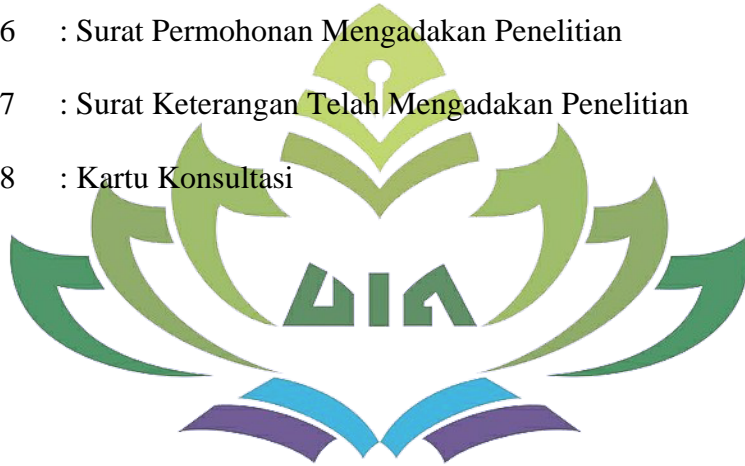 6 : Surat Permohonan Mengadakan Penelitian
7 : Surat Keterangan Telah Mengadakan Penelitian
8 : Kartu Konsultasi
UIN